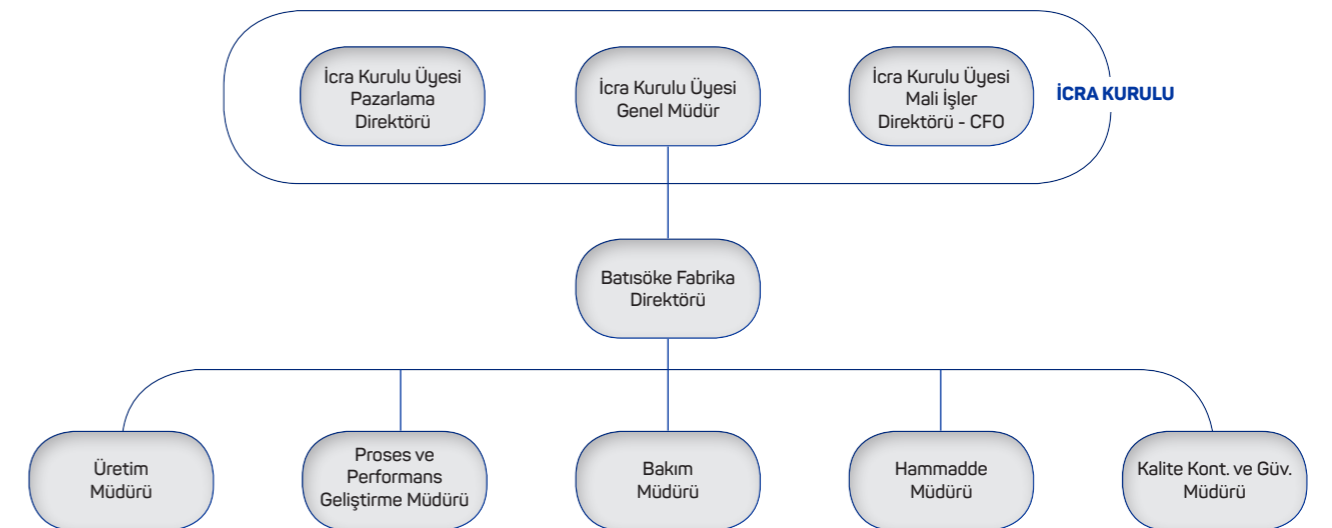 İcra Kurulu Üyesi
Pazarlama
Direktörü
İcra Kurulu Üyesi
Genel Müdür
İcra Kurulu Üyesi
Mali İşler
Direktörü - CFO
İCRA KURULU
Batısöke Fabrika
Direktörü
Üretim
Müdürü
Proses ve
Performans
Geliştirme Müdürü
Bakım
Müdürü
Hammadde
Müdürü
Kalite Kont. ve Güv.
Müdürü